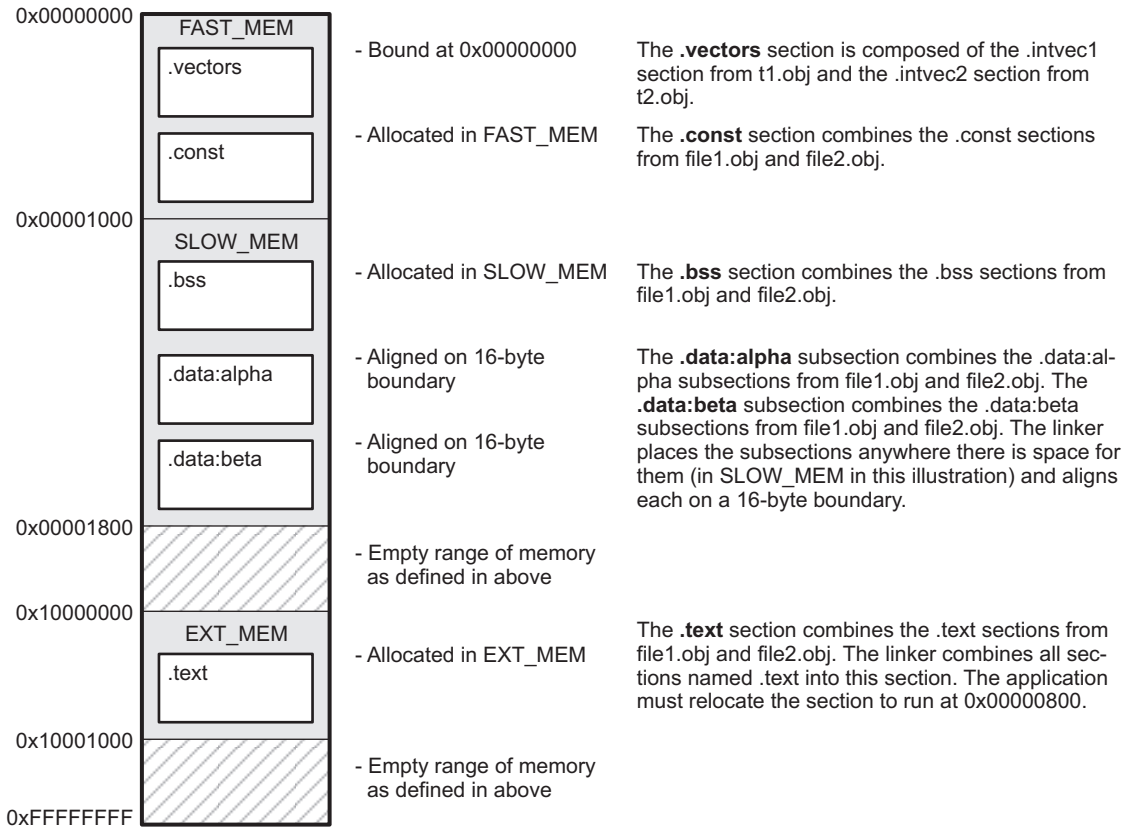 0x00000000
FAST_MEM
.vectors
- Bound at 0x00000000
The .vectors section is composed of the .intvec1
section from t1.obj and the .intvec2 section from
t2.obj.
.const
- Allocated in FAST_MEM
The .const section combines the .const sections
from file1.obj and file2.obj.
0x00001000
SLOW_MEM
.bss
- Allocated in SLOW_MEM
The .bss section combines the .bss sections from
file1.obj and file2.obj.
.data:alpha
- Aligned on 16-byte
boundary
The .data:alpha subsection combines the .data:al-
pha subsections from file1.obj and file2.obj. The
.data:beta subsection combines the .data:beta
subsections from file1.obj and file2.obj. The linker
places the subsections anywhere there is space for
them (in SLOW_MEM in this illustration) and aligns
each on a 16-byte boundary.
.data:beta
- Aligned on 16-byte
boundary
0x00001800
- Empty range of memory
as defined in above
0x10000000
EXT_MEM
.text
- Allocated in EXT_MEM
The .text section combines the .text sections from
file1.obj and file2.obj. The linker combines all sec-
tions named .text into this section. The application
must relocate the section to run at 0x00000800.
0x10001000
- Empty range of memory
as defined in above
0xFFFFFFFF